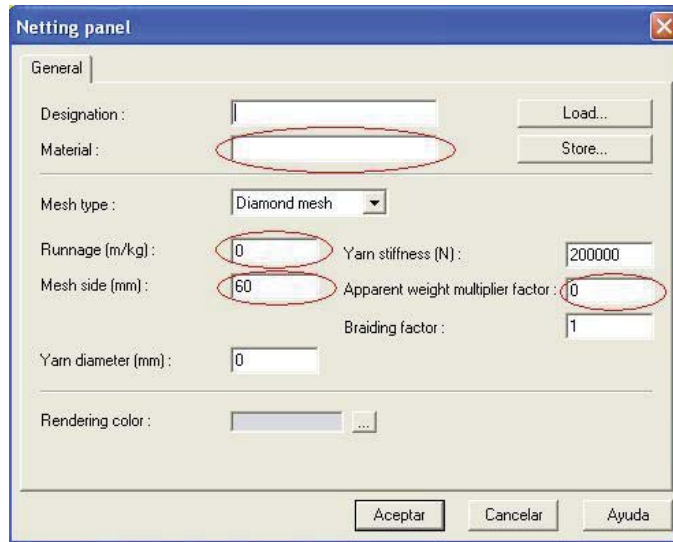 Netting panel
General
Designation :
Load...
Material :
Store...
Mesh type :
Diamond mesh
Runnage (m/kg) :
0
Yarn stiffness (N) :
200000
Mesh side (mm) :
60
Apparent weight multiplier factor :
0
Braiding factor :
1
Yarn diameter (mm) :
0
Rendering color :
...
Aceptar
Cancelar
Ayuda